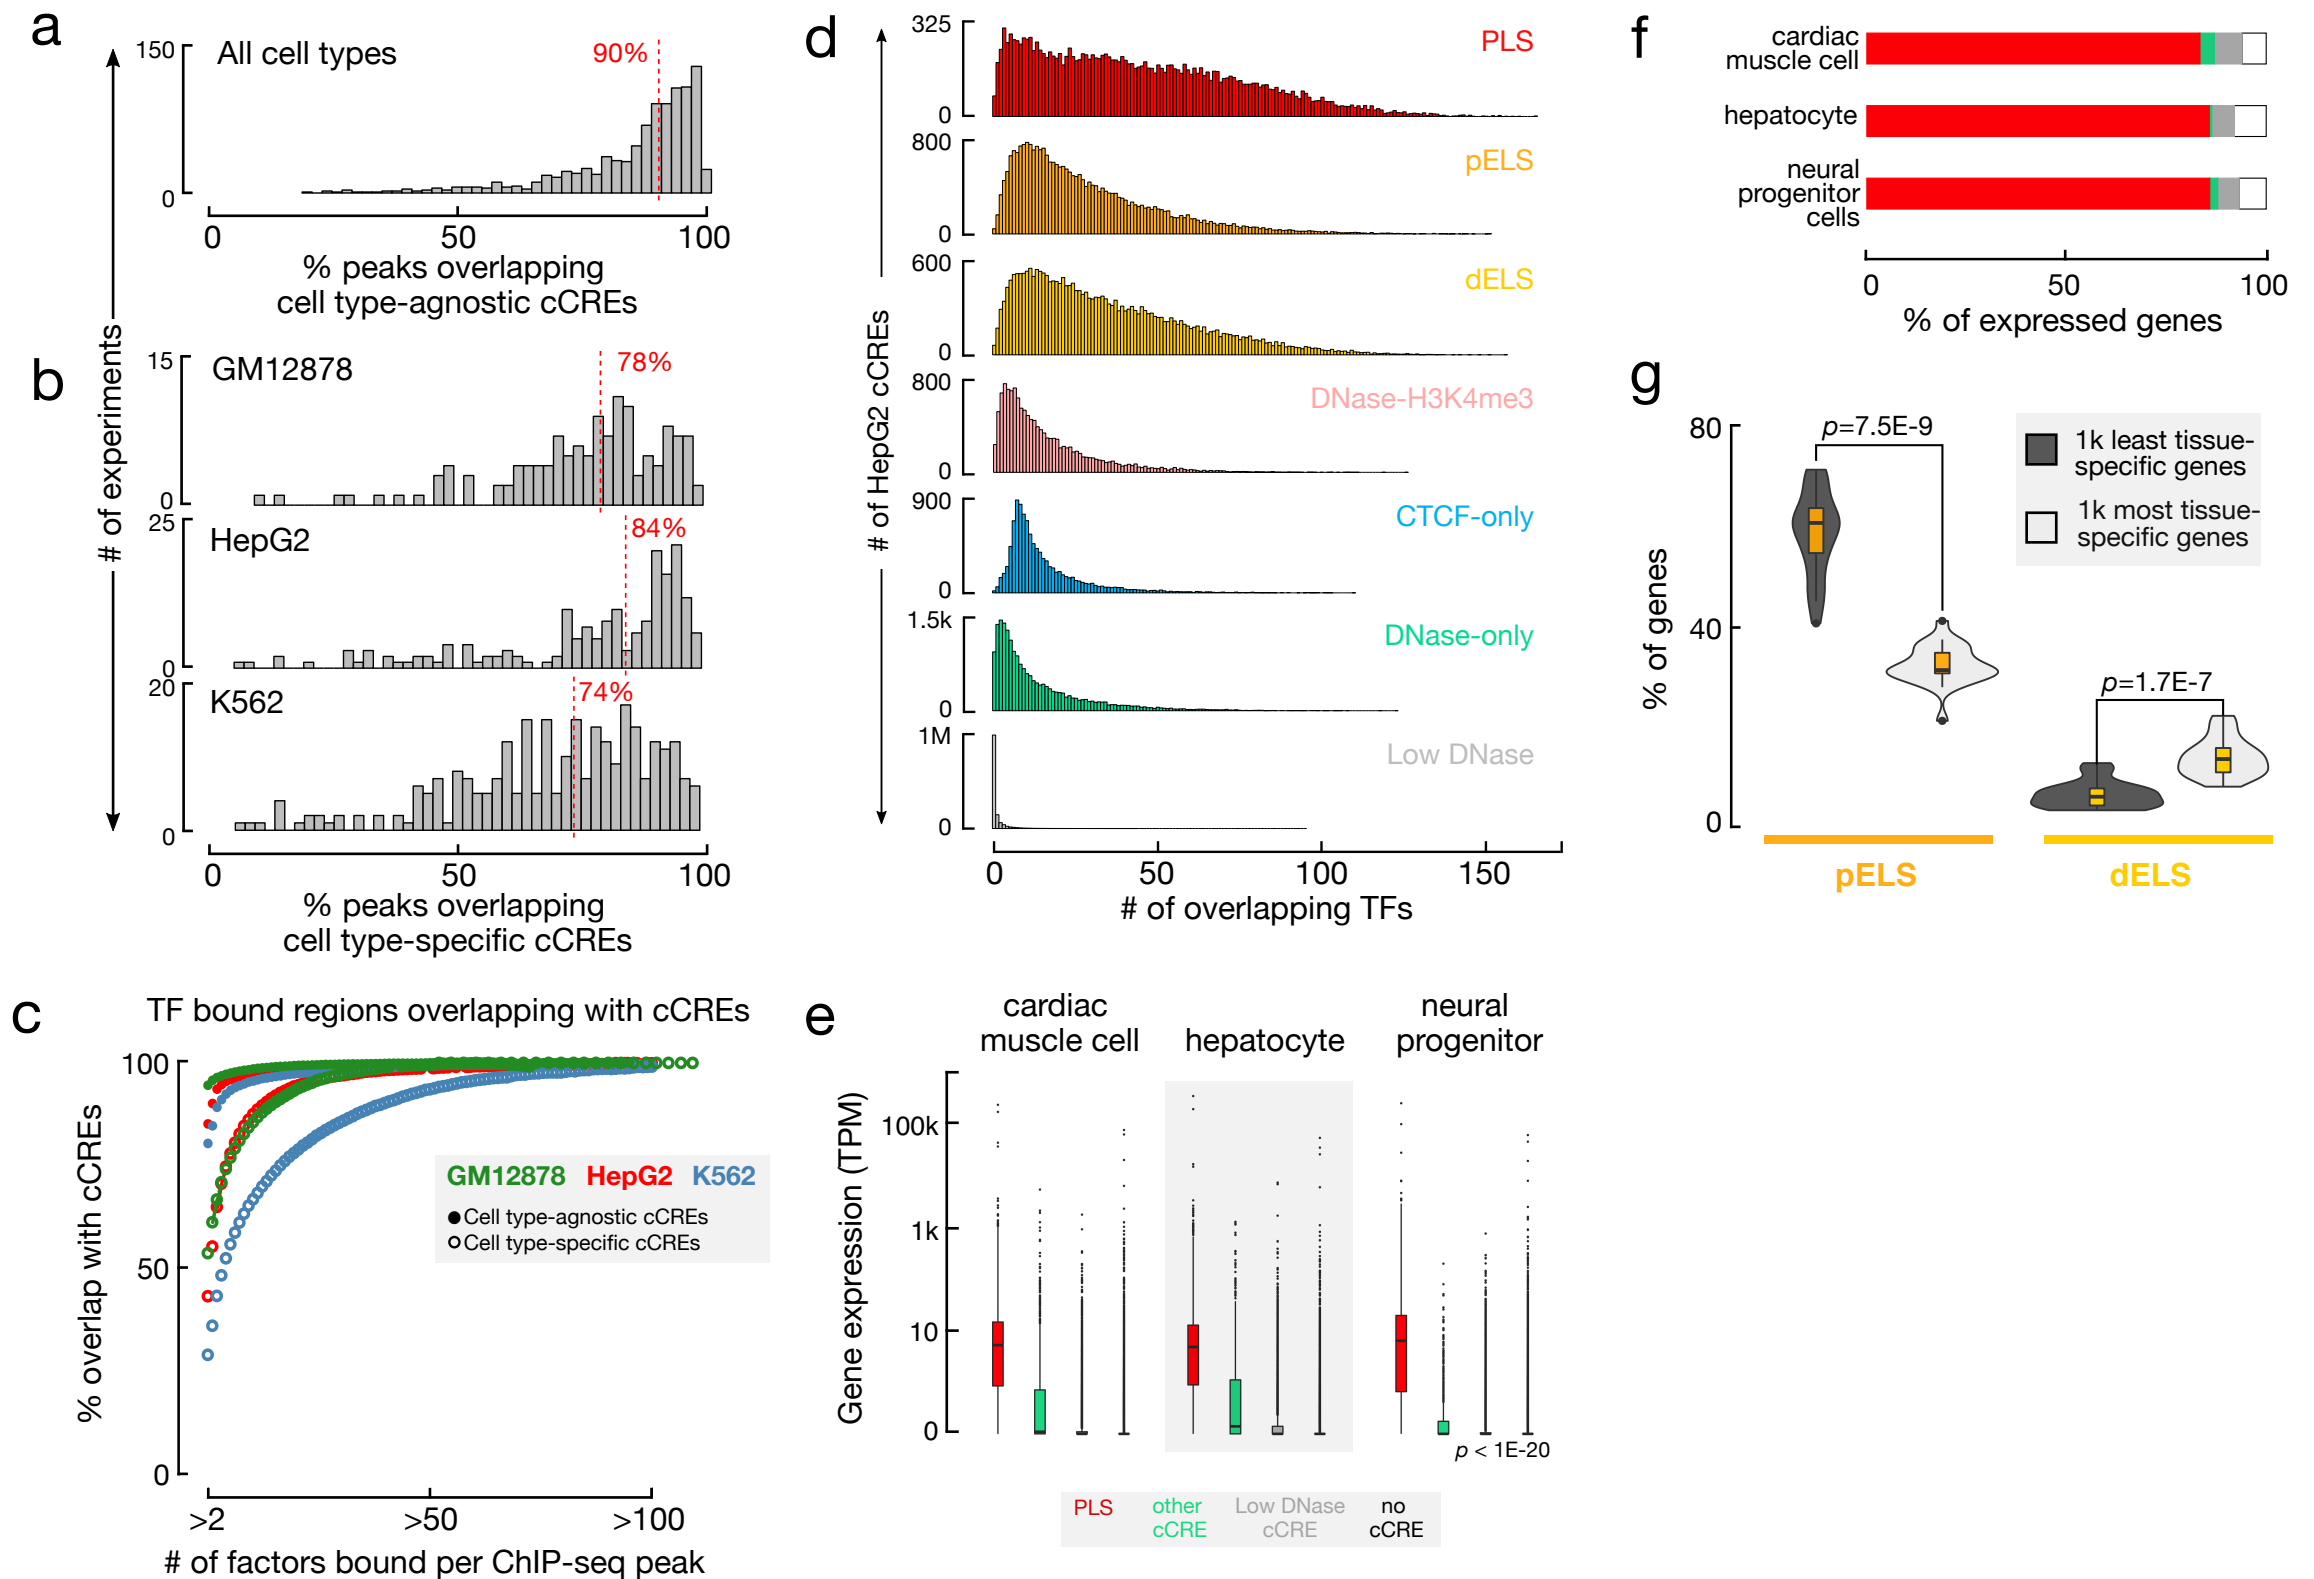 a
150
All cell types
90%
0
0
50
100
% peaks overlapping
cell type-agnostic cCREs
# of experiments
b
15
GM12878
78%
0
25
HepG2
84%
0
20
K562
74%
0
0
50
100
% peaks overlapping
cell type-specific cCREs
c
TF bound regions overlapping with cCREs
100
50
0
% overlap with cCREs
GM12878 HepG2 K562
Cell type-agnostic cCREs
Cell type-specific cCREs
>2
>50
>100
# of factors bound per ChIP-seq peak
d
# of HepG2 cCREs
325
0
PLS
800
0
pELS
600
0
dELS
800
0
DNase-H3K4me3
900
0
CTCF-only
1.5k
0
DNase-only
1M
0
Low DNase
0
50
100
150
# of overlapping TFs
e
cardiac
muscle cell
hepatocyte
neural
progenitor
Gene expression (TPM)
100k
1k
10
0
p < 1E-20
PLS
other
cCRE
Low DNase
cCRE
no
cCRE
f
cardiac
muscle cell
hepatocyte
neural
progenitor
cells
0
50
100
% of expressed genes
g
80
40
0
% of genes
p=7.5E-9
1k least tissue-
specific genes
1k most tissue-
specific genes
p=1.7E-7
pELS
dELS